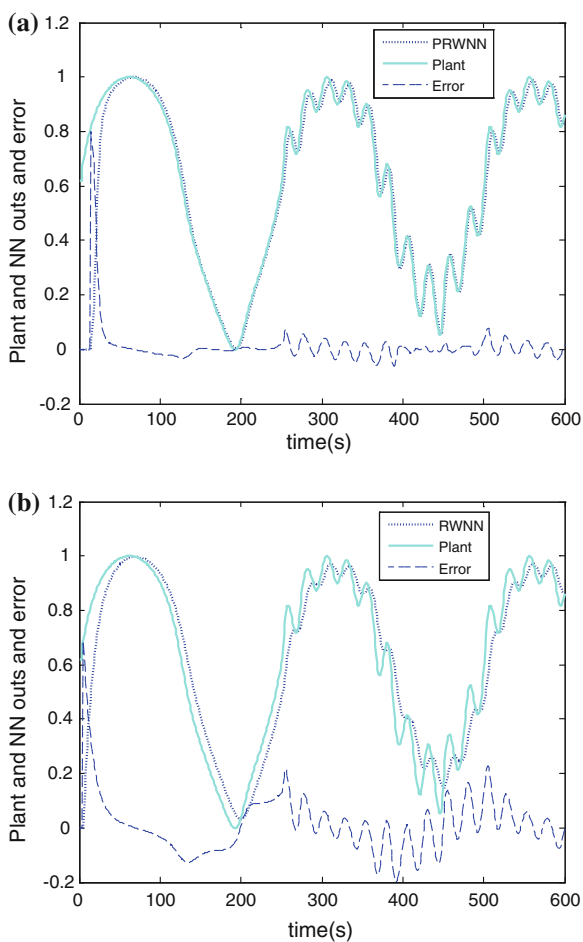 (a)
1.2
1
0.8
0.6
0.4
0.2
0
-0.2
Plant and NN outs and error
PRWNN
Plant
Error
0 100 200 300 400 500 600
time(s)
(b)
1.2
1
0.8
0.6
0.4
0.2
0
-0.2
Plant and NN outs and error
RWNN
Plant
Error
0 100 200 300 400 500 600
time(s)